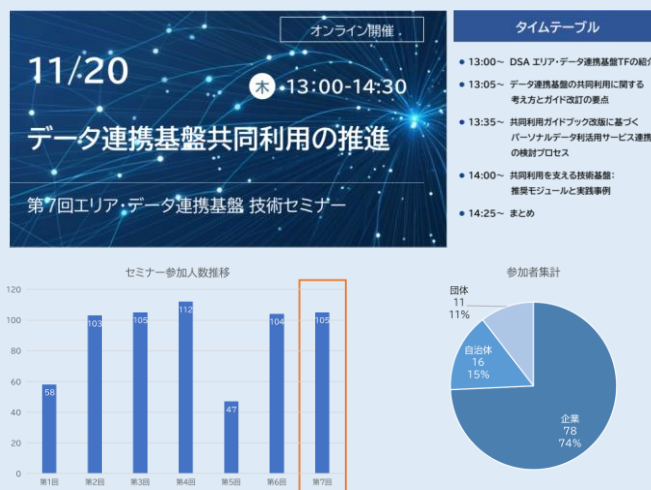 オンライン開催
11/20
木 13:00-14:30
データ連携基盤共同利用の推進
第7回エリア・データ連携基盤 技術セミナー
タイムテーブル
• 13:00~ DSA エリア・データ連携基盤TFの紹介
• 13:05~ データ連携基盤の共同利用に関する
考え方とガイド改訂の要点
• 13:35~ 共同利用ガイドブック改版に基づく
パーソナルデータ利活用サービス連携
の検討プロセス
• 14:00~ 共同利用を支える技術基盤：
推奨モジュールと実践事例
• 14:25~ まとめ
セミナー参加人数推移
120
100
80
60
40
20
0
58
103
105
112
47
104
105
第1回 第2回 第3回 第4回 第5回 第6回 第7回
参加者集計
団体
11
11%
自治体
16
15%
企業
78
74%